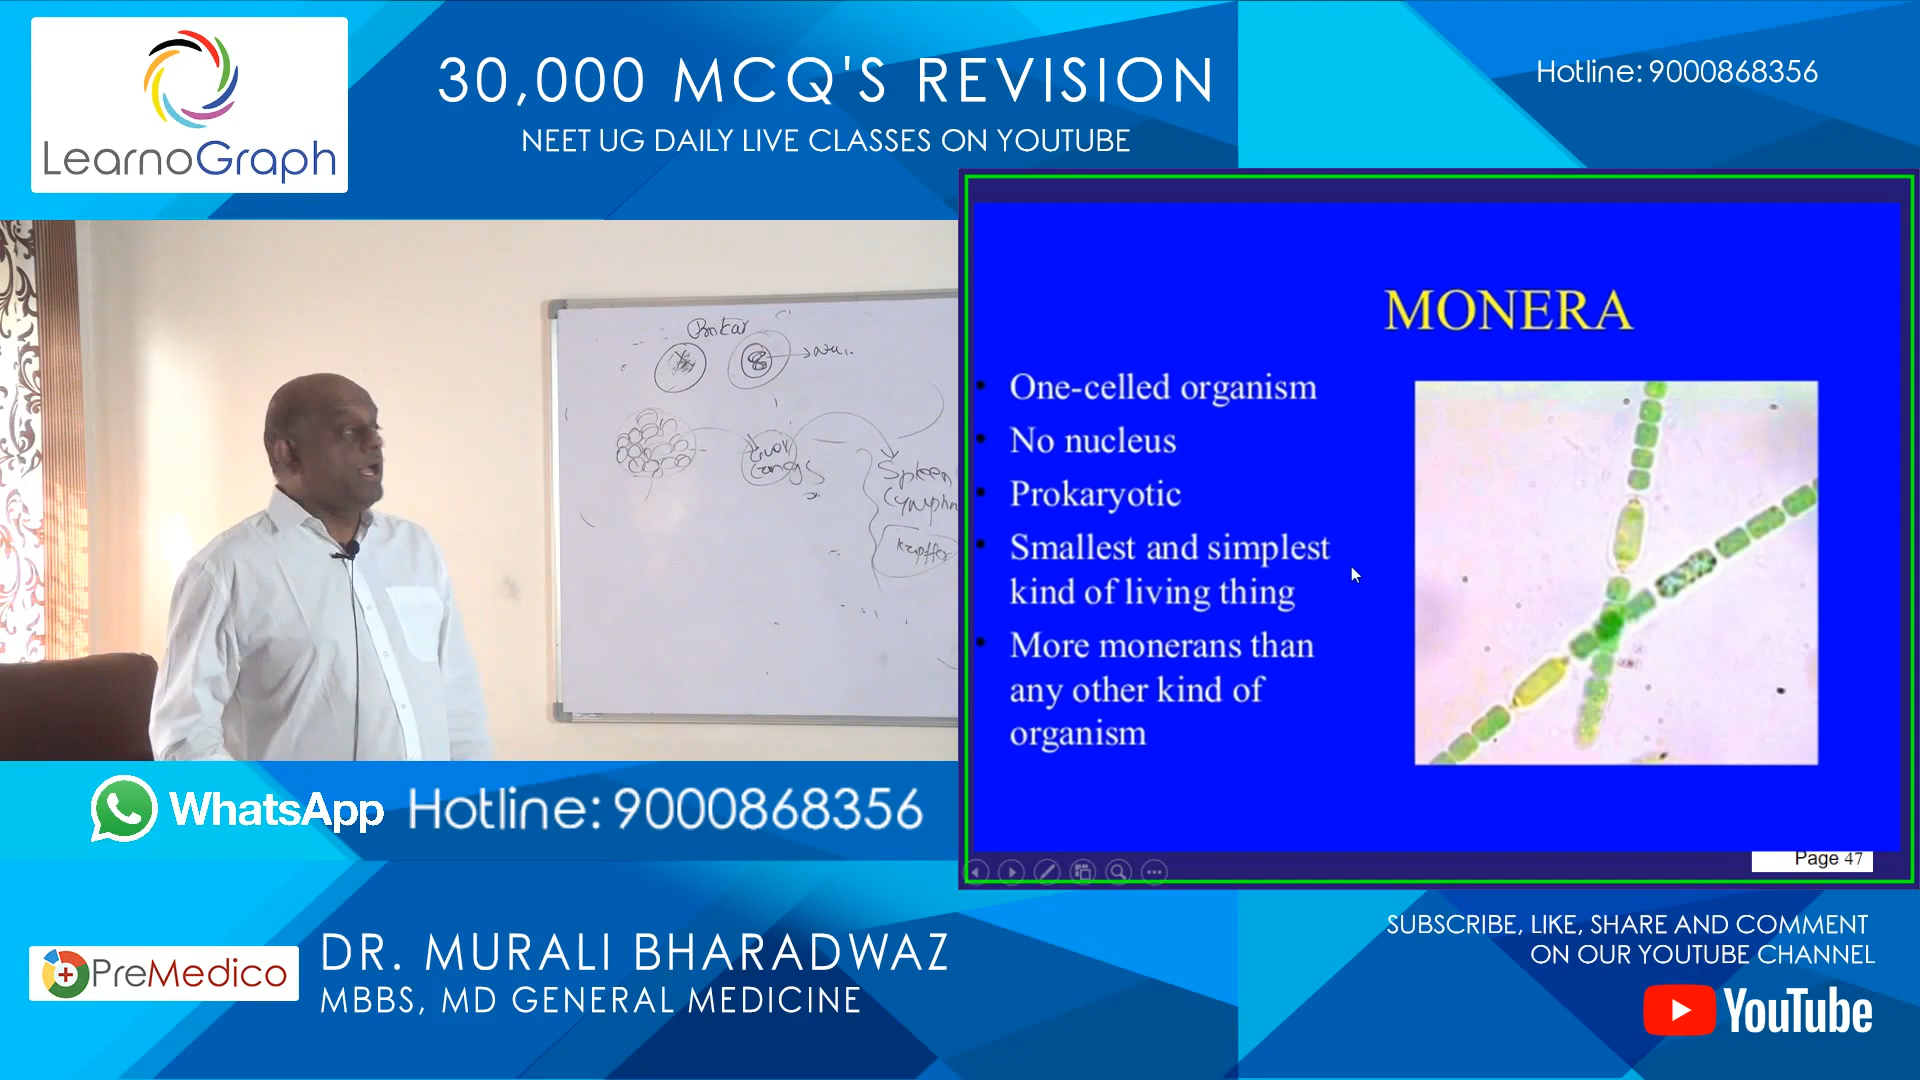 LearnoGraph
30,000 MCQ'S REVISION
NEET UG DAILY LIVE CLASSES ON YOUTUBE
Hotline: 9000868356
Spleen
MONERA
One-celled organism
No nucleus
Prokaryotic
Smallest and simplest
kind of living thing
More monerans than
any other kind of
organism
Page 47
WhatsApp Hotline: 9000868356
PreMedico
DR. MURALI BHARADWAZ
MBBS, MD GENERAL MEDICINE
SUBSCRIBE, LIKE, SHARE AND COMMENT
ON OUR YOUTUBE CHANNEL
YouTube